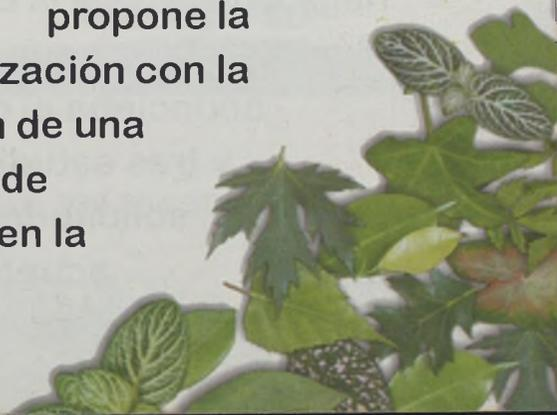 propone la
zación con la
de una
de
en la